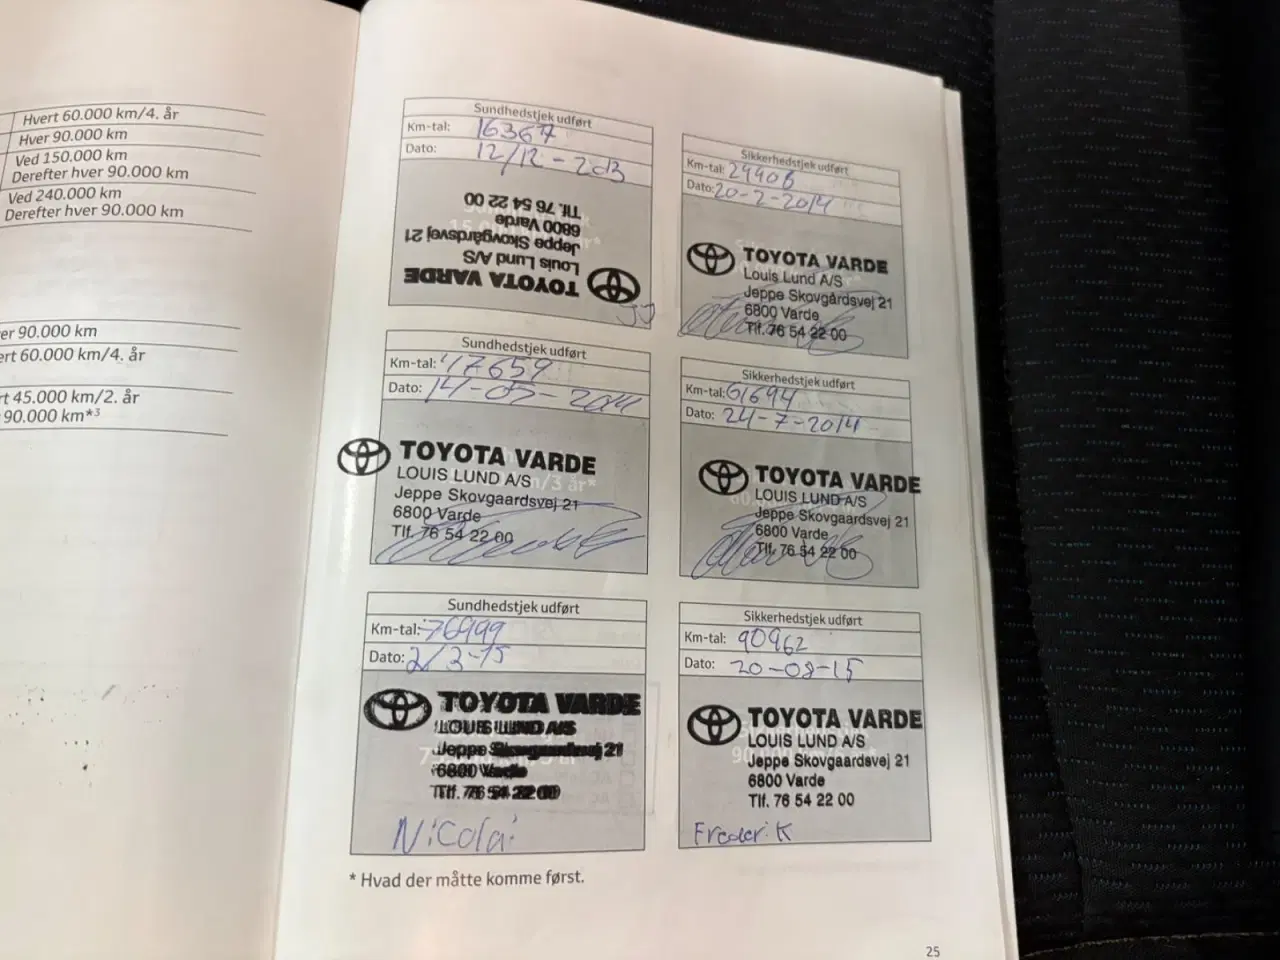 Hvert 60.000 km/4. år
Hver 90.000 km
Ved 150.000 km
Derefter hver 90.000 km
Ved 240.000 km
Derefter hver 90.000 km
er 90.000 km
ert 60.000 km/4. år
rt 45.000 km/2. år
90.000 km*³
Sundhedstjek udført
Km-tal: 16367
Dato: 12/12-2013
TOYOTA VARDE
Louis Lund A/S
Jeppe Skovgårdsvej 21
6800 Varde
Tlf. 76 54 22 00
Sikkerhedstjek udført
Km-tal: 29908
Dato: 20-2-2014
TOYOTA VARDE
Louis Lund A/S
Jeppe Skovgårdsvej 21
6800 Varde
Tlf. 76 54 22 00
Sundhedstjek udført
Km-tal: 47659
Dato: 14-05-2014
TOYOTA VARDE
LOUIS LUND A/S
Jeppe Skovgaardsvej 21
6800 Varde
Tlf. 76 54 22 00
Sikkerhedstjek udført
Km-tal: 61694
Dato: 24-7-2014
TOYOTA VARDE
LOUIS LUND A/S
Jeppe Skovgaardsvej 21
6800 Varde
Tlf. 76 54 22 00
Sundhedstjek udført
Km-tal: 76999
Dato: 2/3-15
TOYOTA VARDE
LOUIS LUND A/S
Jeppe Skovgaardsvej 21
6800 Varde
Tlf. 76 54 22 00
Nicolai
Sikkerhedstjek udført
Km-tal: 90962
Dato: 20-08-15
TOYOTA VARDE
LOUIS LUND A/S
Jeppe Skovgaardsvej 21
6800 Varde
Tlf. 76 54 22 00
Frederik
* Hvad der måtte komme først.
25